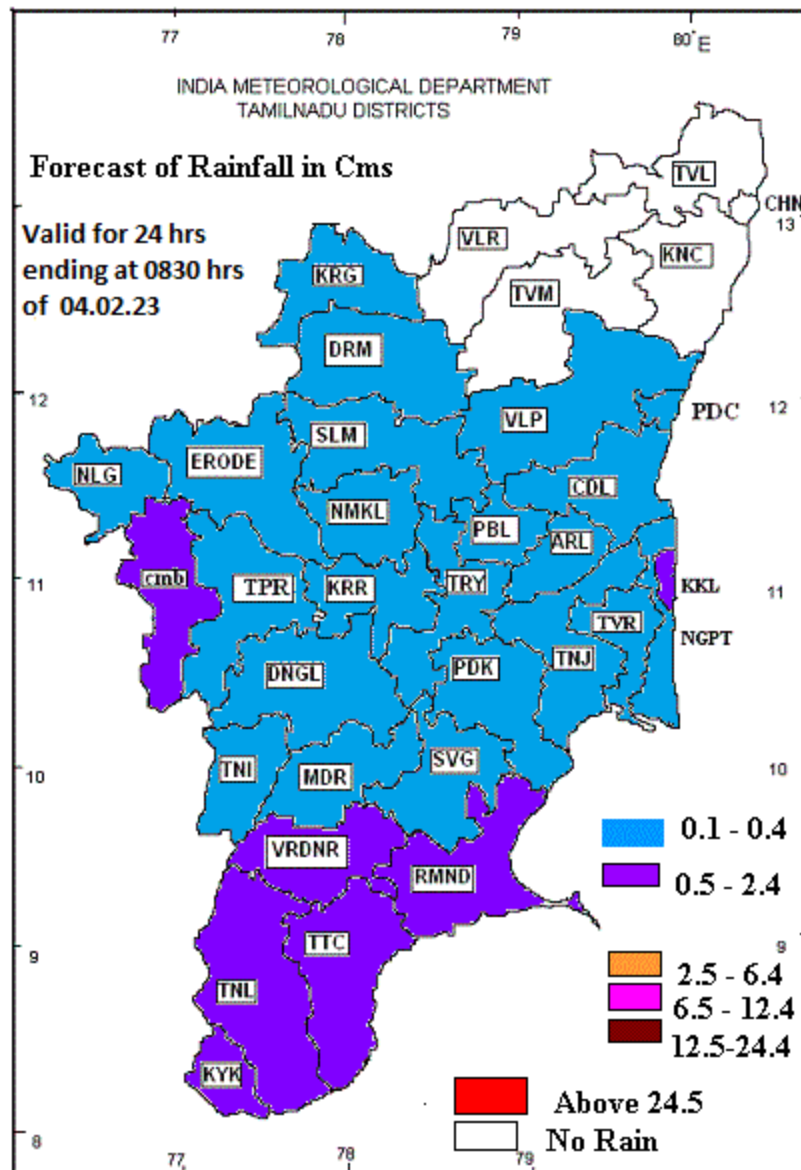 77 78 79 80°E
INDIA METEOROLOGICAL DEPARTMENT
TAMILNADU DISTRICTS
Forecast of Rainfall in Cms
TVL
CHN
13
Valid for 24 hrs
ending at 0830 hrs
of 04.02.23
VLR
KNC
KRG
TVM
DRM
12 12
PDC
VLP
SLM
ERODE
NLG
CDL
NMKL
PBL
ARL
11 11
cmb
TPR
KRR
TRY
KKL
TVR
NGPT
DNGL
PDK
TNJ
10 10
TNI
MDR
SVG
0.1 - 0.4
VRDNR
RMND
0.5 - 2.4
TTC
9 9
2.5 - 6.4
TNL
6.5 - 12.4
12.5-24.4
KYK
Above 24.5
No Rain
8
77 78 79